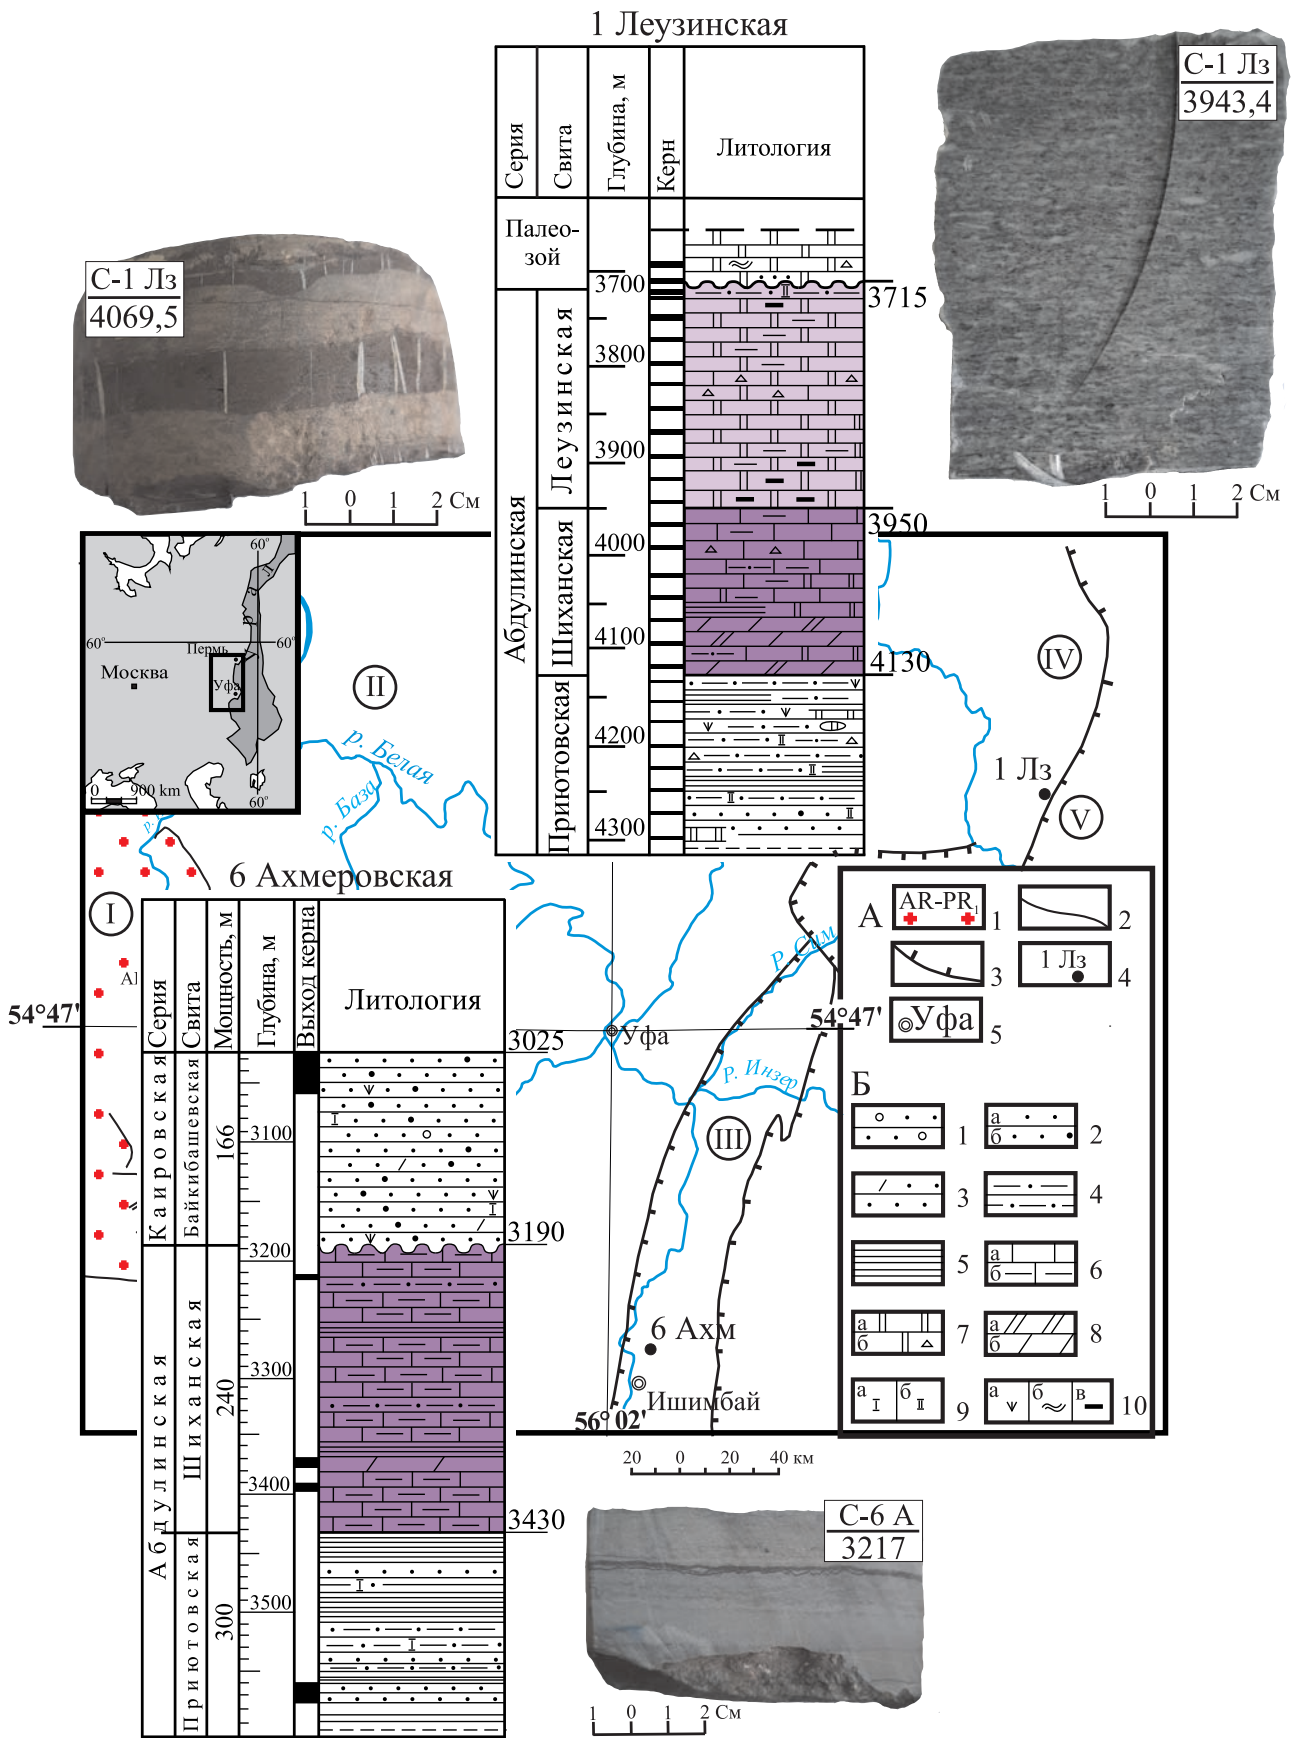 1 Леузинская
Серия
Свита
Глубина, м
Керн
Литология
Палео-
зой
Абдулинская
Леузинская
Шиханская
Приютовская
3700
3800
3900
4000
4100
4200
4300
3715
3950
4130
С-1 Лз
4069,5
1 0 1 2 См
С-1 Лз
3943,4
1 0 1 2 См
60°
60°
60°
60°
Пермь
Москва
Уфа
Урал
0 900 km
II
р. Белая
р. База
р.
I
IV
1 Лз
V
6 Ахмеровская
Серия
Свита
Мощность, м
Глубина, м
Выход керна
Литология
Каировская
Байкибашевская
166
Абдулинская
Шиханская
240
Приютовская
300
3100
3200
3300
3400
3500
3025
3190
3430
54°47'
54°47'
56°02'
Р. Сим
Уфа
Р. Инзер
III
6 Ахм
Ишимбай
20 0 20 40 км
А
AR-PR₁ 1
2
3
1 Лз 4
Уфа 5
Б
1
а б 2
3
4
5
а б 6
а б 7
а б 8
а б 9
а б в 10
С-6 А
3217
1 0 1 2 См